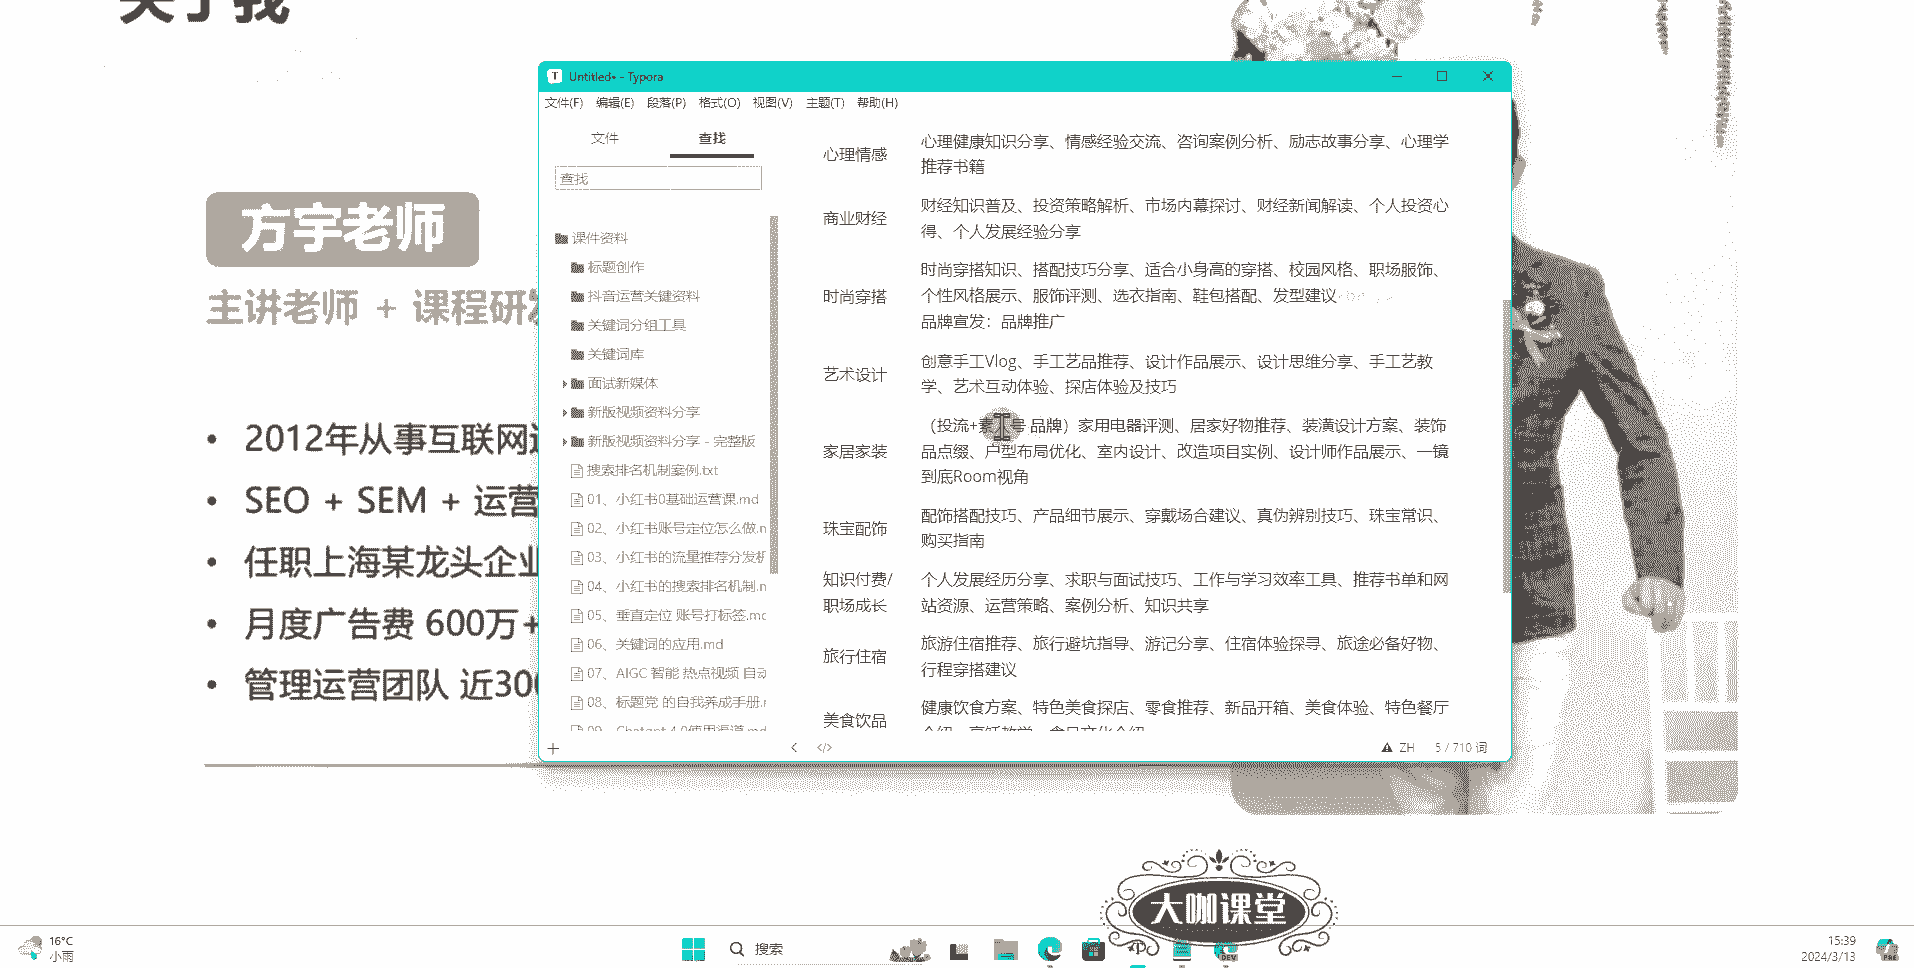 关于我
方宇老师
主讲老师 + 课程研
2012年从事互联网
SEO + SEM + 运营
任职上海某龙头企业
月度广告费 600万+
管理运营团队 近300
Untitled• - Typora
文件(F) 编辑(E) 段落(P) 格式(O) 视图(V) 主题(T) 帮助(H)
文件 查找
查找
课件资料
标题创作
抖音运营关键资料
关键词分组工具
关键词库
面试新媒体
新版视频资料分享
新版视频资料分享 - 完整版
搜索排名机制案例.txt
01、小红书0基础运营课.md
02、小红书账号定位怎么做.n
03、小红书的流量推荐分发机
04、小红书的搜索排名机制.n
05、垂直定位 账号打标签.mc
06、关键词的应用.md
07、AIGC 智能 热点视频 自动
08、标题党 的自我养成手册.r
09、Chatgpt 4.0使用渠道.md
心理情感
心理健康知识分享、情感经验交流、咨询案例分析、励志故事分享、心理学
推荐书籍
商业财经
财经知识普及、投资策略解析、市场内幕探讨、财经新闻解读、个人投资心
得、个人发展经验分享
时尚穿搭
时尚穿搭知识、搭配技巧分享、适合小身高的穿搭、校园风格、职场服饰、
个性风格展示、服饰评测、选衣指南、鞋包搭配、发型建议
品牌宣发：品牌推广
艺术设计
创意手工Vlog、手工艺品推荐、设计作品展示、设计思维分享、手工艺教
学、艺术互动体验、探店体验及技巧
家居家装
（投流+ 号 品牌）家用电器评测、居家好物推荐、装潢设计方案、装饰
品点缀、户型布局优化、室内设计、改造项目实例、设计师作品展示、一镜
到底Room视角
珠宝配饰
配饰搭配技巧、产品细节展示、穿戴场合建议、真伪辨别技巧、珠宝常识、
购买指南
知识付费/
职场成长
个人发展经历分享、求职与面试技巧、工作与学习效率工具、推荐书单和网
站资源、运营策略、案例分析、知识共享
旅行住宿
旅游住宿推荐、旅行避坑指导、游记分享、住宿体验探寻、旅途必备好物、
行程穿搭建议
美食饮品
健康饮食方案、特色美食探店、零食推荐、新品开箱、美食体验、特色餐厅
ZH 5 / 710 词
大咖课堂
16°C
小雨
搜索
DEV
15:39
2024/3/13
PRE